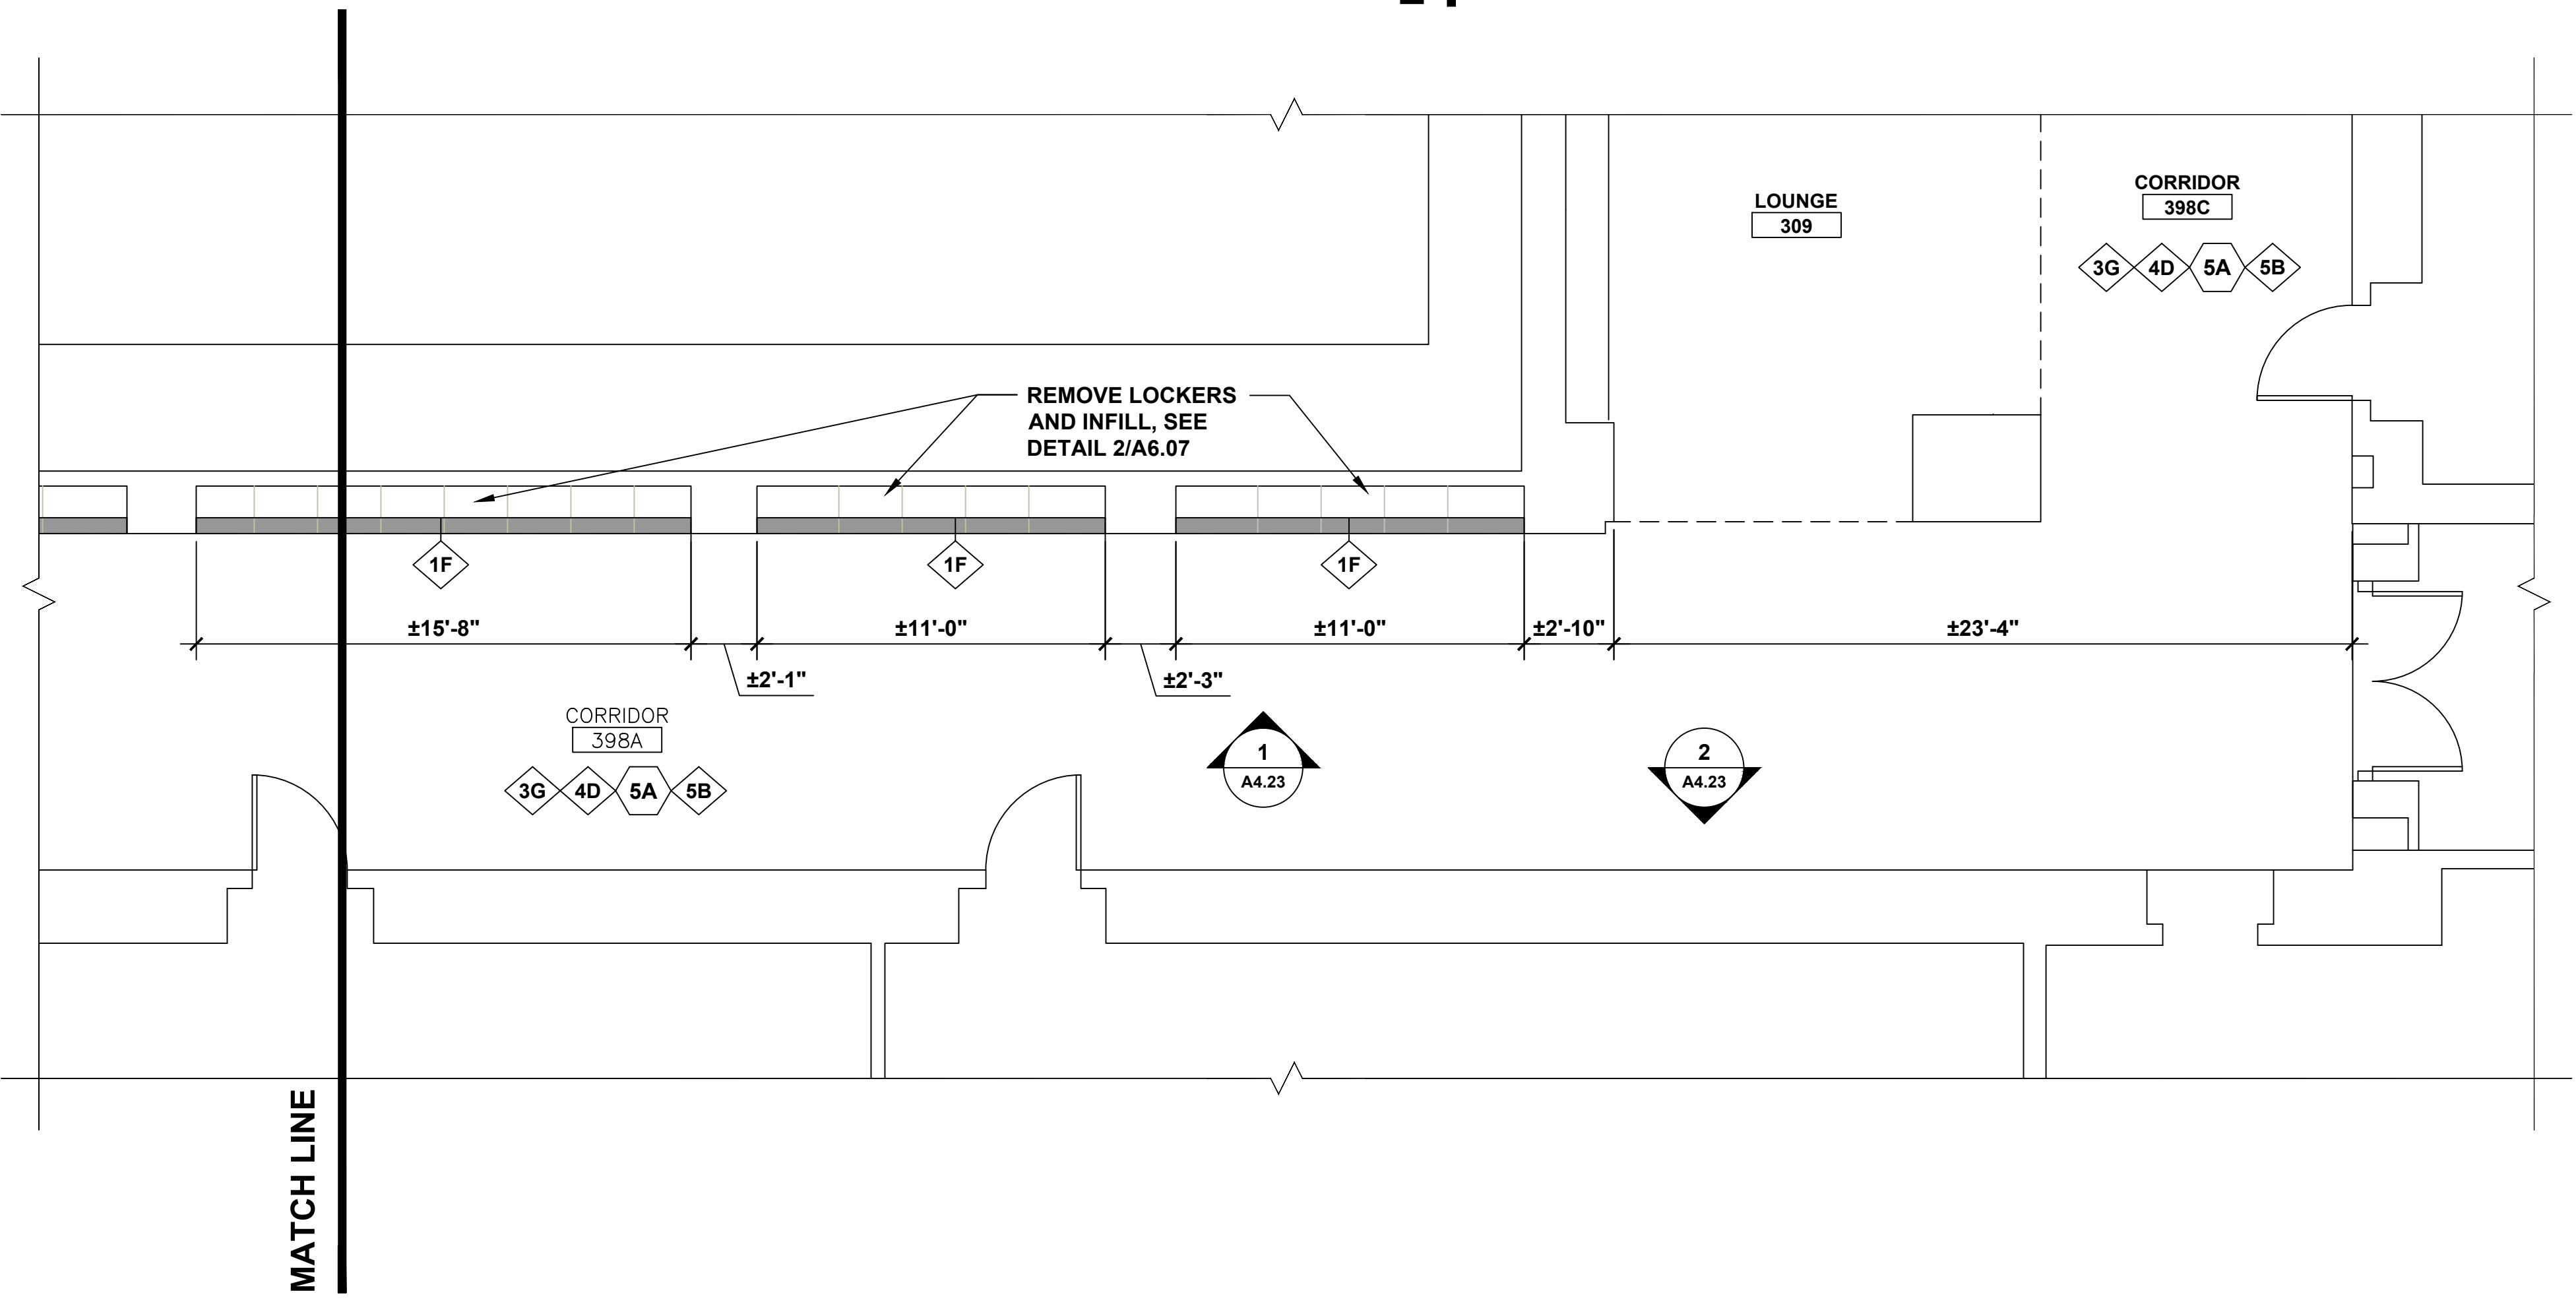 LOUNGE
309
CORRIDOR
398C
3G 4D 5A 5B
REMOVE LOCKERS
AND INFILL, SEE
DETAIL 2/A6.07
1F
1F
1F
±15'-8"
±11'-0"
±11'-0"
±2'-10"
±23'-4"
±2'-1"
±2'-3"
CORRIDOR
398A
3G 4D 5A 5B
1
A4.23
2
A4.23
MATCH LINE